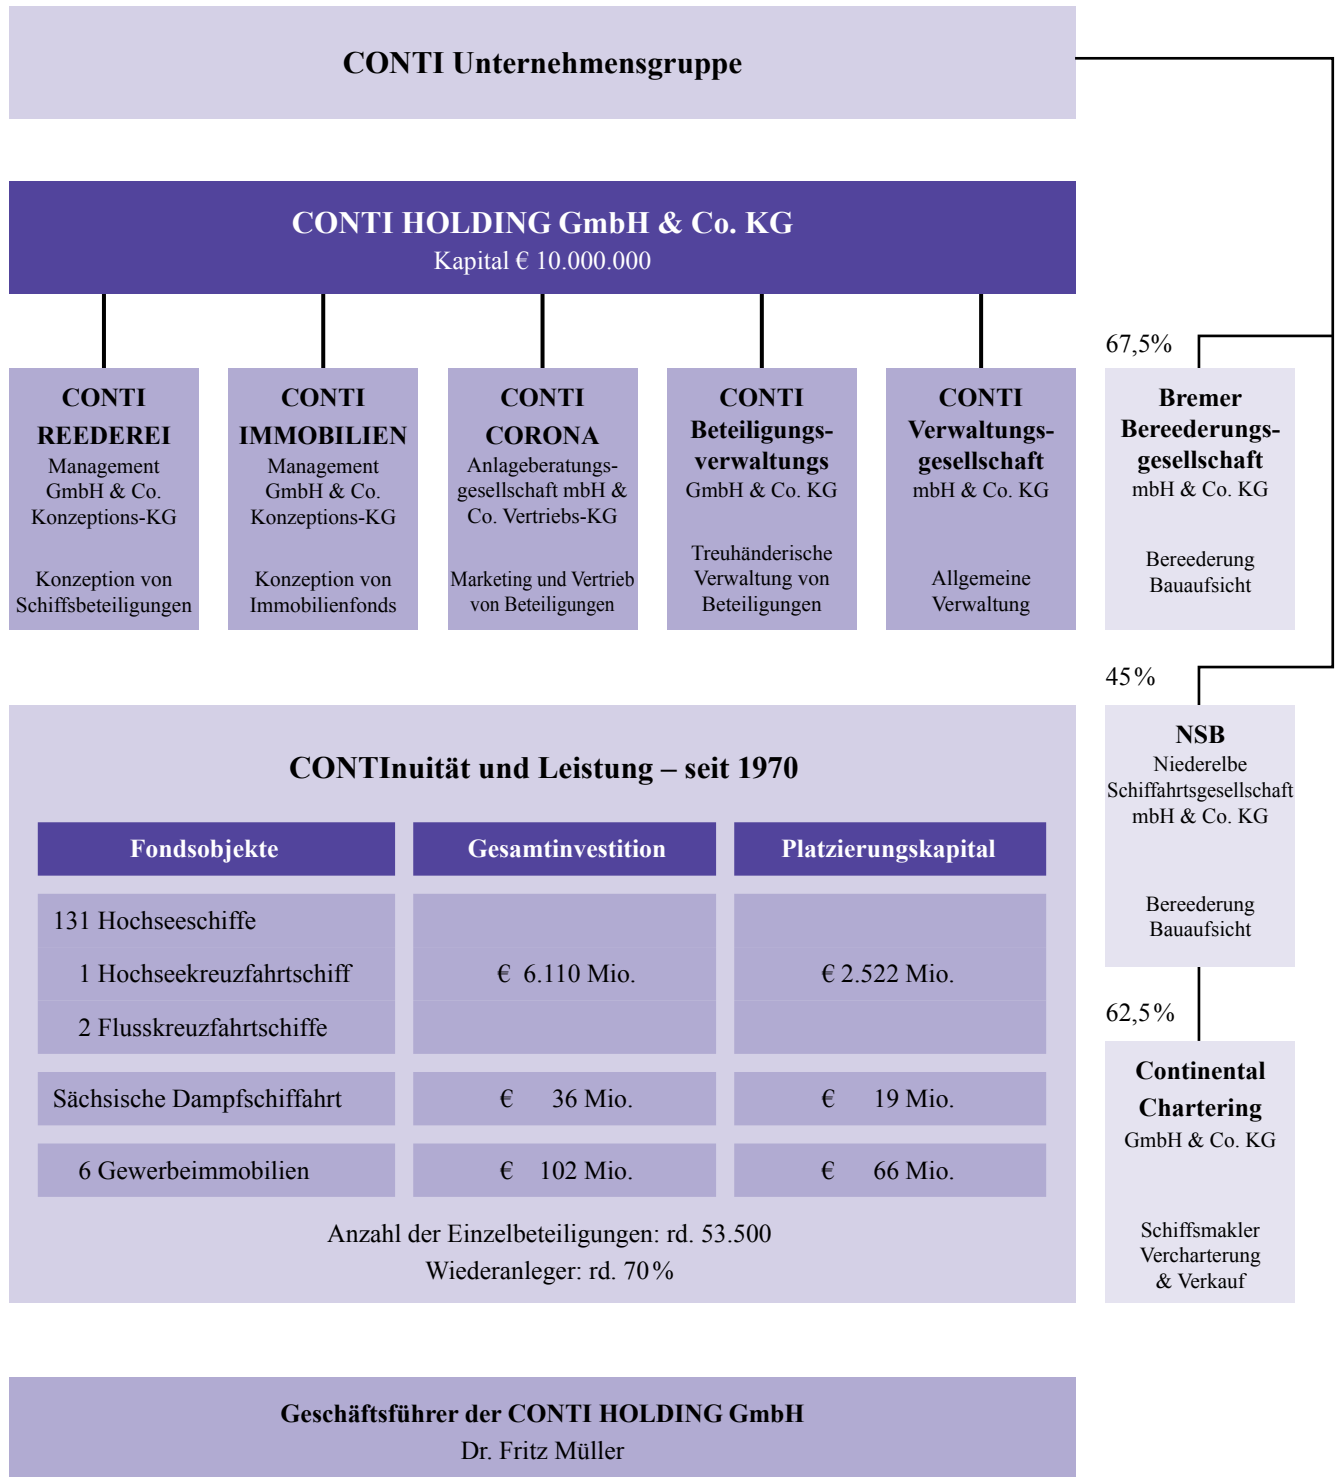 CONTI Unternehmensgruppe
CONTI HOLDING GmbH & Co. KG
Kapital € 10.000.000
CONTI
REEDEREI
Management
GmbH & Co.
Konzeptions-KG
Konzeption von
Schiffsbeteiligungen
CONTI
IMMOBILIEN
Management
GmbH & Co.
Konzeptions-KG
Konzeption von
Immobilienfonds
CONTI
CORONA
Anlageberatungs-
gesellschaft mbH &
Co. Vertriebs-KG
Marketing und Vertrieb
von Beteiligungen
CONTI
Beteiligungs-
verwaltungs
GmbH & Co. KG
Treuhänderische
Verwaltung von
Beteiligungen
CONTI
Verwaltungs-
gesellschaft
mbH & Co. KG
Allgemeine
Verwaltung
67,5%
Bremer
Bereederungs-
gesellschaft
mbH & Co. KG
Bereederung
Bauaufsicht
45%
NSB
Niederelbe
Schiffahrtsgesellschaft
mbH & Co. KG
Bereederung
Bauaufsicht
62,5%
Continental
Chartering
GmbH & Co. KG
Schiffsmakler
Vercharterung
& Verkauf
CONTInuität und Leistung – seit 1970
Fondsobjekte Gesamtinvestition Platzierungskapital
131 Hochseeschiffe
1 Hochseekreuzfahrtschiff € 6.110 Mio. € 2.522 Mio.
2 Flusskreuzfahrtschiffe
Sächsische Dampfschiffahrt € 36 Mio. € 19 Mio.
6 Gewerbeimmobilien € 102 Mio. € 66 Mio.
Anzahl der Einzelbeteiligungen: rd. 53.500
Wiederanleger: rd. 70%
Geschäftsführer der CONTI HOLDING GmbH
Dr. Fritz Müller